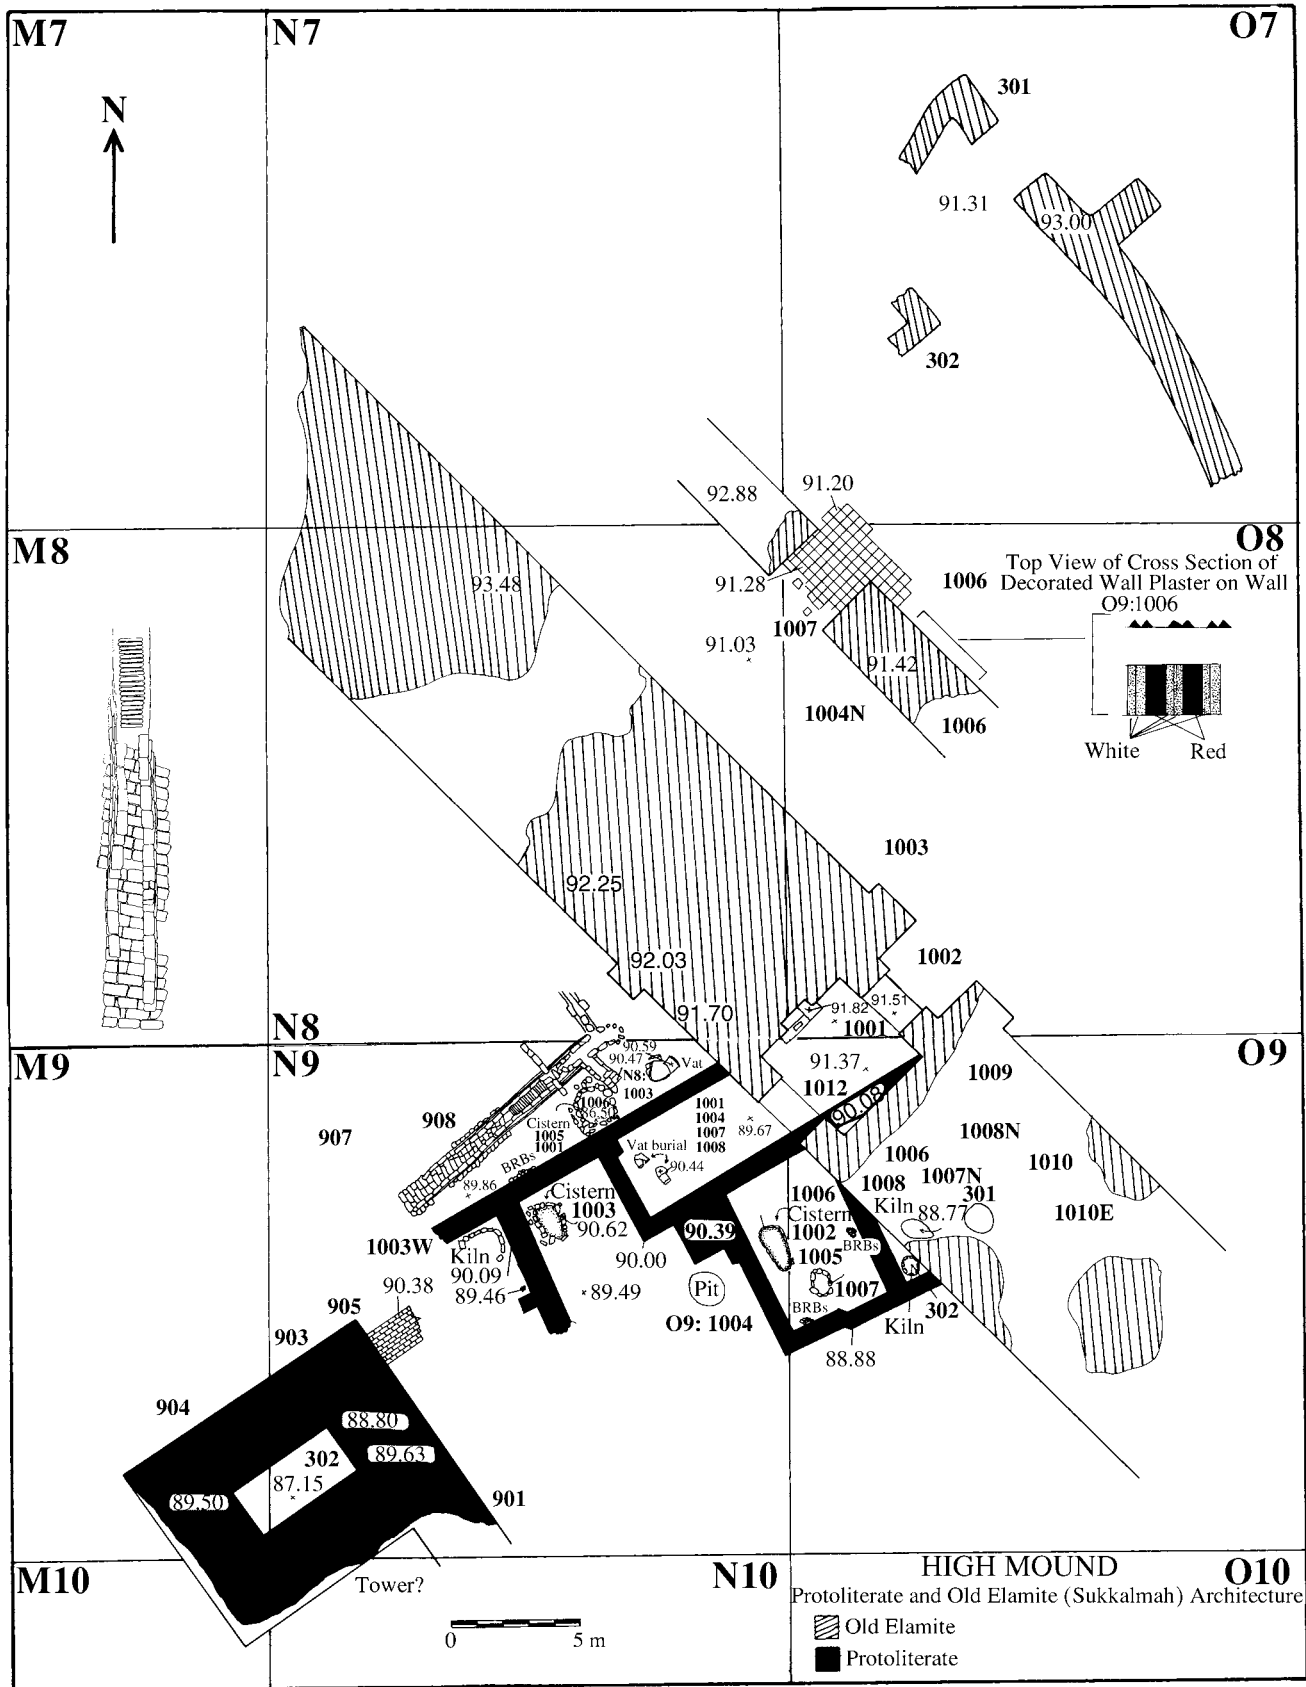 M7
N7
O7
N
301
91.31
93.00
302
92.88
91.20
M8
O8
93.48
91.28
1006
Top View of Cross Section of
Decorated Wall Plaster on Wall
O9:1006
1007
91.03
91.42
1004N
1006
White
Red
1003
92.25
1002
92.03
91.70
91.82
91.51
1001
N8
M9
N9
O9
90.59
90.47
Vat
N8:
1003
91.37
1012
90.08
1009
1006
86.50
1001
1004
1007
1008
89.67
908
907
Cistern
1005
1001
Vat burial
90.44
1008N
1006
1007N
1010
BRBs
89.86
Cistern
1003
90.62
1006
Cistern
1002
1005
1007
BRBs
BRBs
1008
Kiln
301
88.77
1010E
1003W
Kiln
90.09
89.46
90.00
90.39
89.49
Pit
O9: 1004
302
Kiln
88.88
90.38
905
903
904
88.80
89.63
302
87.15
89.50
901
M10
Tower?
N10
O10
HIGH MOUND
Protoliterate and Old Elamite (Sukkalmah) Architecture
Old Elamite
Protoliterate
0
5 m